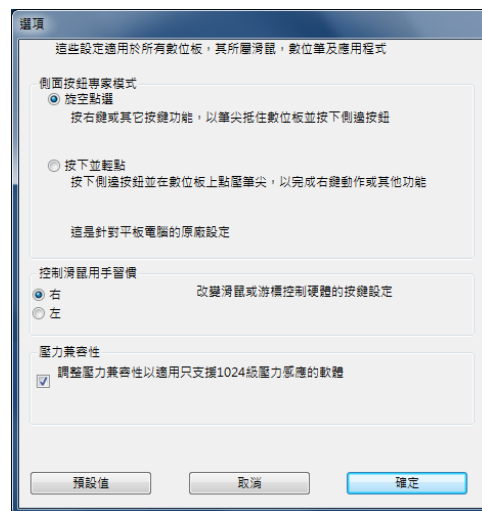 選項
這些設定適用於所有數位板，其所屬滑鼠，數位筆及應用程式
側面按鈕專家模式
旋空點選
按右鍵或其它按鍵功能，以筆尖抵住數位板並按下側邊按鈕
按下並輕點
按下側邊按鈕並在數位板上點壓筆尖，以完成右鍵動作或其他功能
這是針對平板電腦的原廠設定
控制滑鼠用手習慣
右 改變滑鼠或游標控制硬體的按鍵設定
左
壓力兼容性
調整壓力兼容性以適用只支援1024級壓力感應的軟體
預設值 取消 確定